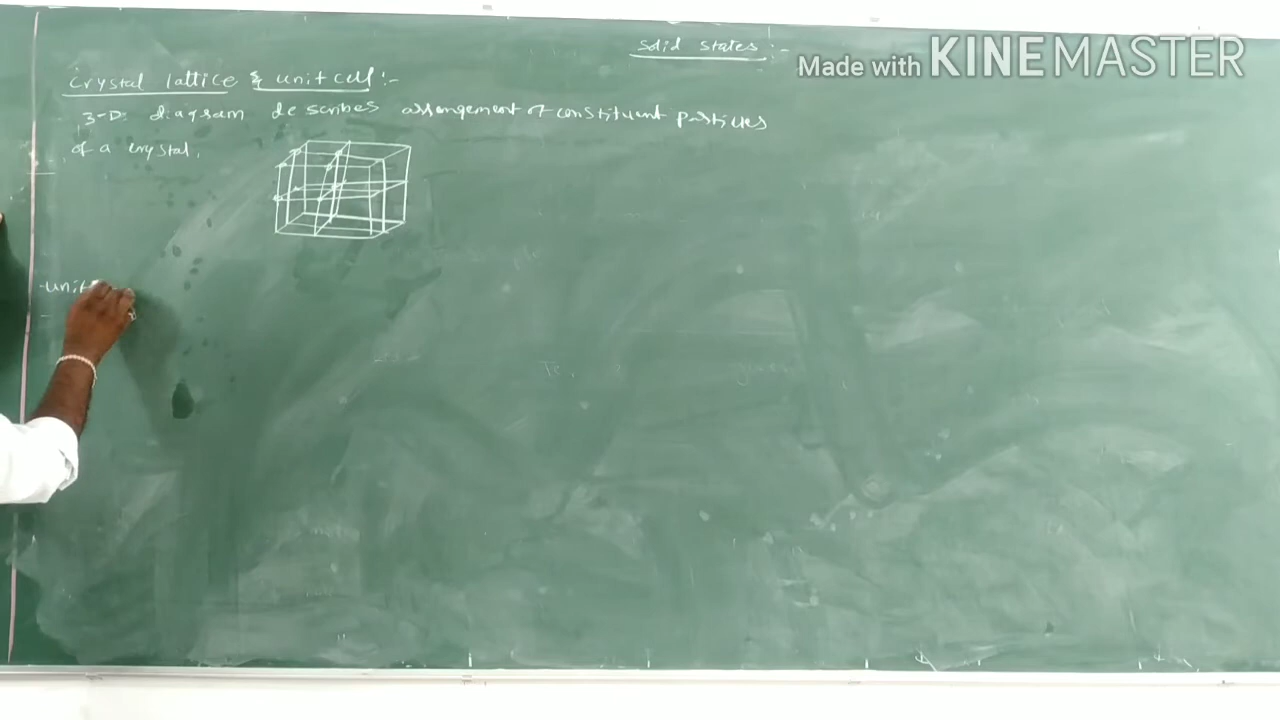 Solid States :-
Made with KINEMASTER
Crystal lattice & unit cell :-
3-D: diagram describes arrangement of constituent particles
of a crystal.
unit